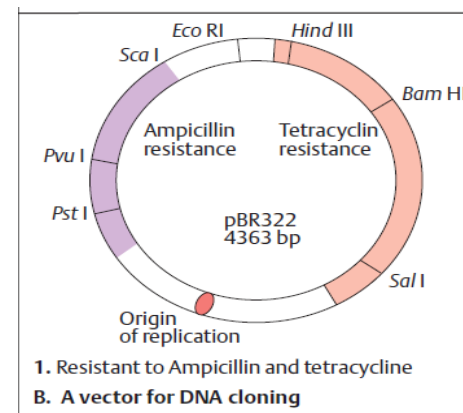 Eco RI
Hind III
Sca I
Bam HI
Ampicillin
resistance
Tetracyclin
resistance
Pvu I
Pst I
pBR322
4363 bp
Sal I
Origin
of replication
1. Resistant to Ampicillin and tetracycline
B. A vector for DNA cloning